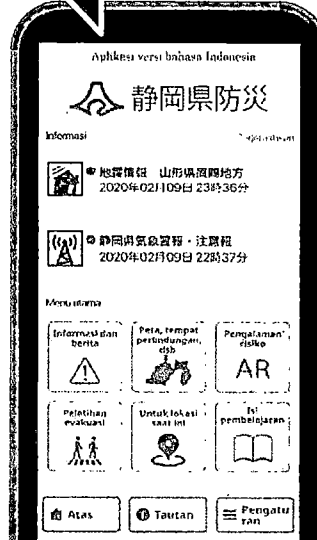 Aplikasi versi bahasa Indonesia
静岡県防災
Informasi
地震情報 山形県置賜地方
2020年02月09日 23時36分
静岡県気象警報・注意報
2020年02月09日 22時37分
Menu utama
Informasi dan
berita
Peta, tempat
perlindungan,
dsb
Pengalaman
risiko
AR
Pelatihan
evakuasi
Untuk lokasi
saat ini
Isi
pembelajaran
Atas
Tautan
Pengatu
ran